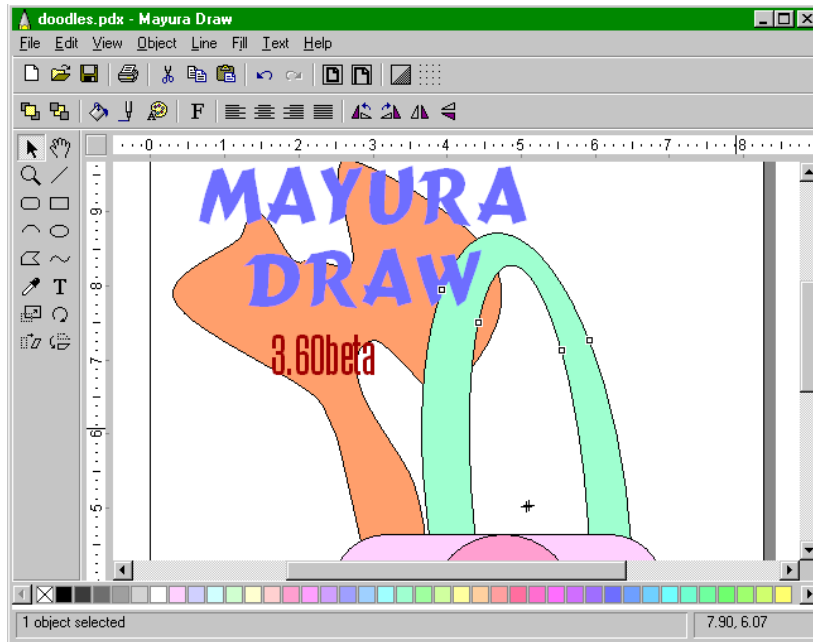 doodles.pdx - Mayura Draw
File Edit View Object Line Fill Text Help
F
0 1 2 3 4 5 6 7 8
T
9
8
7
6
5
MAYURA
DRAW
3.60beta
1 object selected
7.90, 6.07